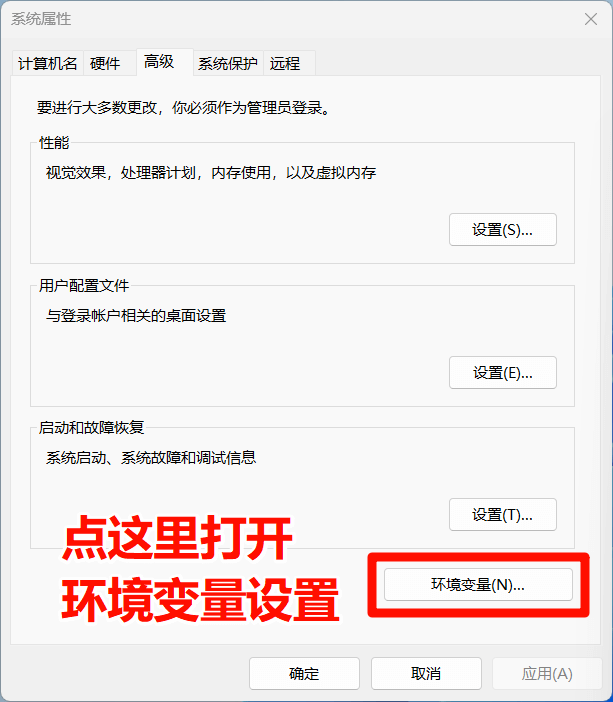 系统属性
计算机名 硬件 高级 系统保护 远程
要进行大多数更改，你必须作为管理员登录。
性能
视觉效果，处理器计划，内存使用，以及虚拟内存
设置(S)...
用户配置文件
与登录帐户相关的桌面设置
设置(E)...
启动和故障恢复
系统启动、系统故障和调试信息
设置(T)...
点这里打开
环境变量设置
环境变量(N)...
确定 取消 应用(A)